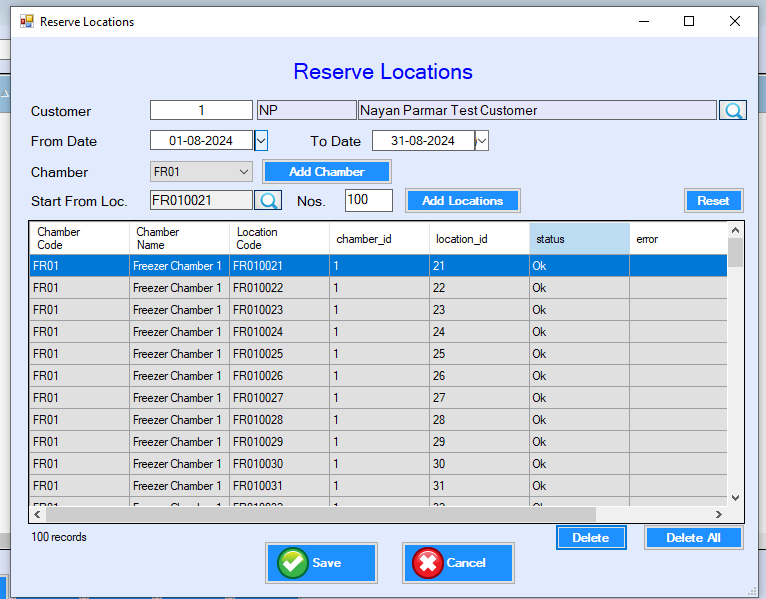 Reserve Locations
Reserve Locations
Customer 1 NP Nayan Parmar Test Customer
From Date 01-08-2024 To Date 31-08-2024
Chamber FR01 Add Chamber
Start From Loc. FR010021 Nos. 100 Add Locations Reset
Chamber Code Chamber Name Location Code chamber_id location_id status error
FR01 Freezer Chamber 1 FR010021 1 21 Ok
FR01 Freezer Chamber 1 FR010022 1 22 Ok
FR01 Freezer Chamber 1 FR010023 1 23 Ok
FR01 Freezer Chamber 1 FR010024 1 24 Ok
FR01 Freezer Chamber 1 FR010025 1 25 Ok
FR01 Freezer Chamber 1 FR010026 1 26 Ok
FR01 Freezer Chamber 1 FR010027 1 27 Ok
FR01 Freezer Chamber 1 FR010028 1 28 Ok
FR01 Freezer Chamber 1 FR010029 1 29 Ok
FR01 Freezer Chamber 1 FR010030 1 30 Ok
FR01 Freezer Chamber 1 FR010031 1 31 Ok
100 records Delete Delete All
Save Cancel